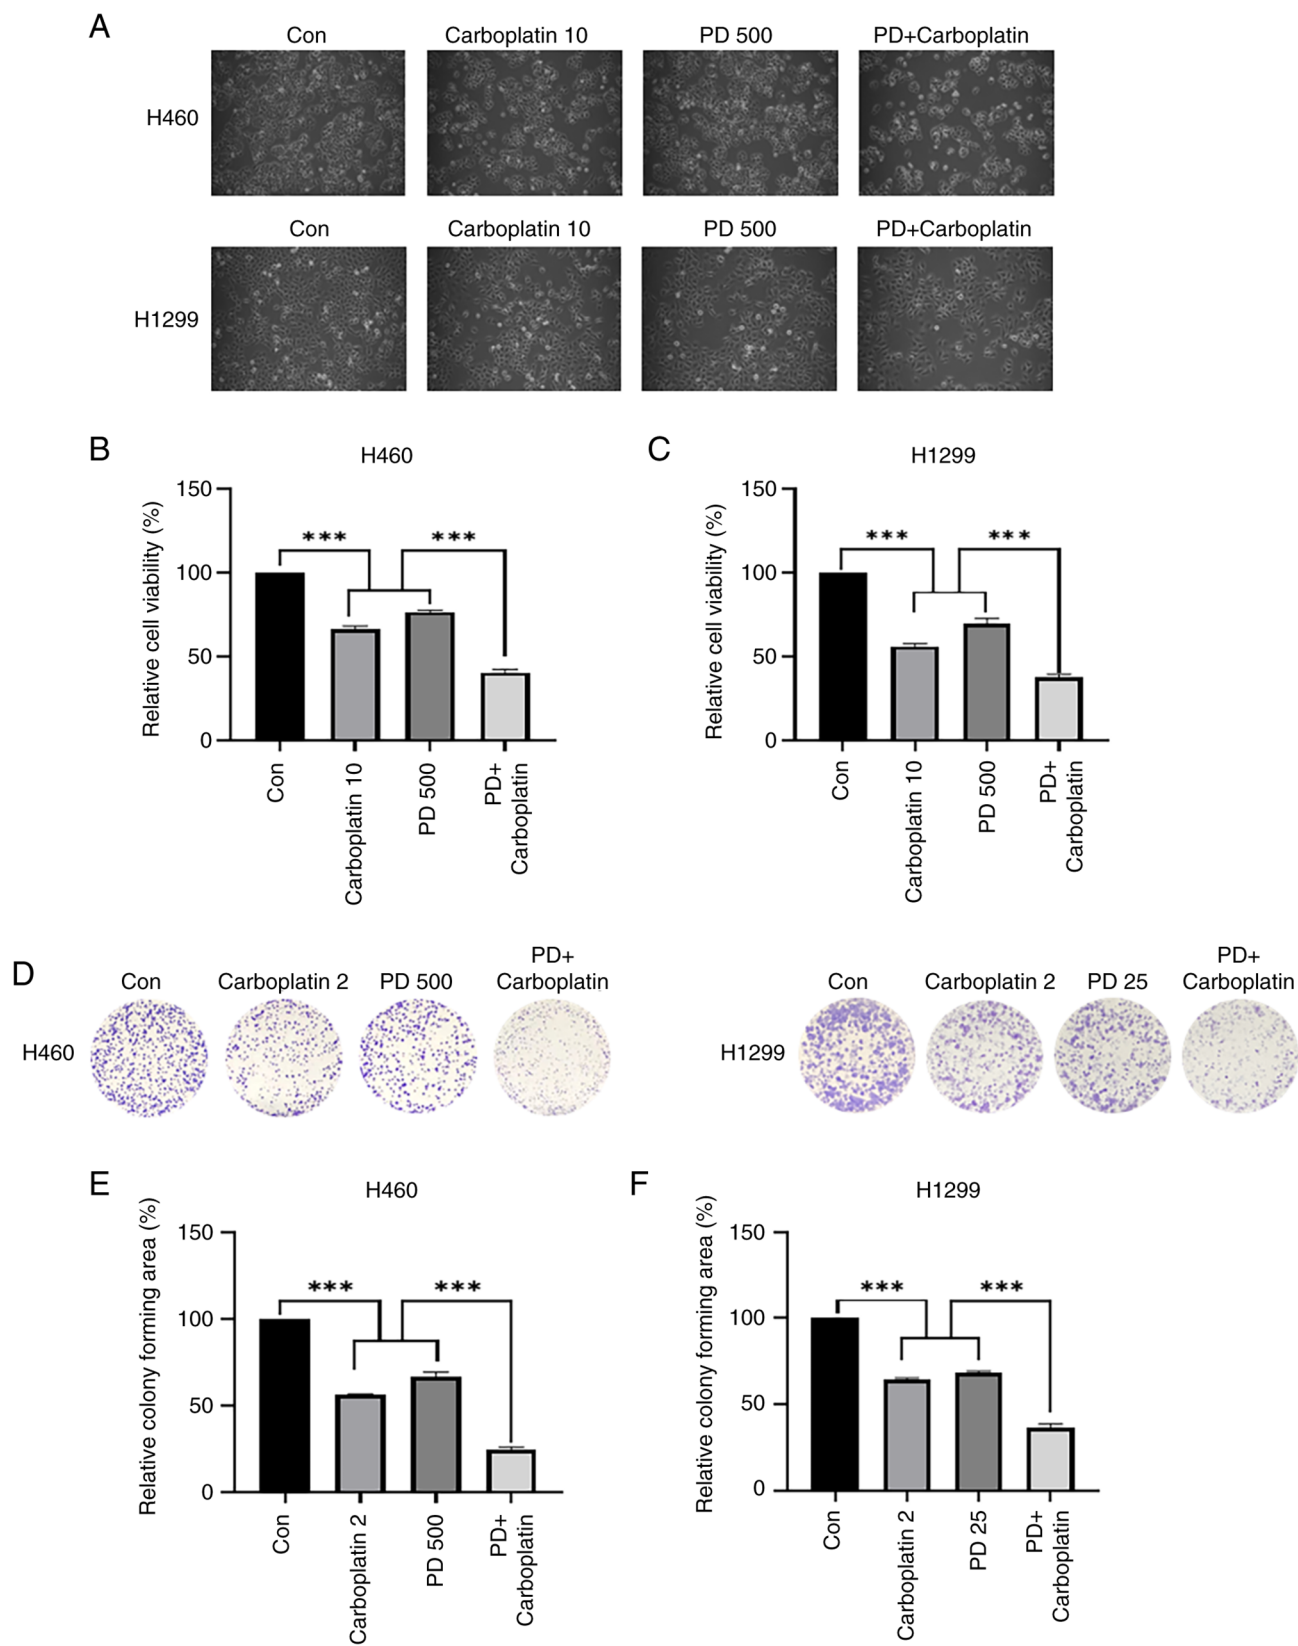 A
Con
Carboplatin 10
PD 500
PD+Carboplatin
H460
Con
Carboplatin 10
PD 500
PD+Carboplatin
H1299
B
H460
Relative cell viability (%)
150
100
50
0
***
***
Con
Carboplatin 10
PD 500
PD+
Carboplatin
C
H1299
Relative cell viability (%)
150
100
50
0
***
***
Con
Carboplatin 10
PD 500
PD+
Carboplatin
D
Con
Carboplatin 2
PD 500
PD+
Carboplatin
H460
Con
Carboplatin 2
PD 25
PD+
Carboplatin
H1299
E
H460
Relative colony forming area (%)
150
100
50
0
***
***
Con
Carboplatin 2
PD 500
PD+
Carboplatin
F
H1299
Relative colony forming area (%)
150
100
50
0
***
***
Con
Carboplatin 2
PD 25
PD+
Carboplatin